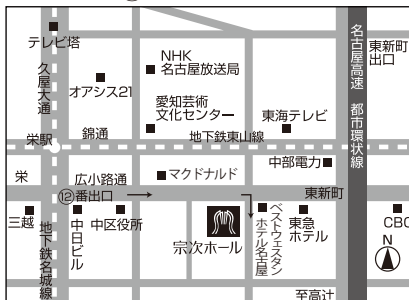 テレビ塔
久屋大通
オアシス21
NHK
名古屋放送局
愛知芸術
文化センター
東海テレビ
名古屋高速 都市環状線
東新町
出口
栄駅
錦通
地下鉄東山線
中部電力
栄
広小路通
マクドナルド
東新町
⑫番出口
三越
地下鉄名城線
中日ビル
中区役所
宗次ホール
ベストウェスタン
ホテル名古屋
東急
ホテル
CBC
N
至高辻